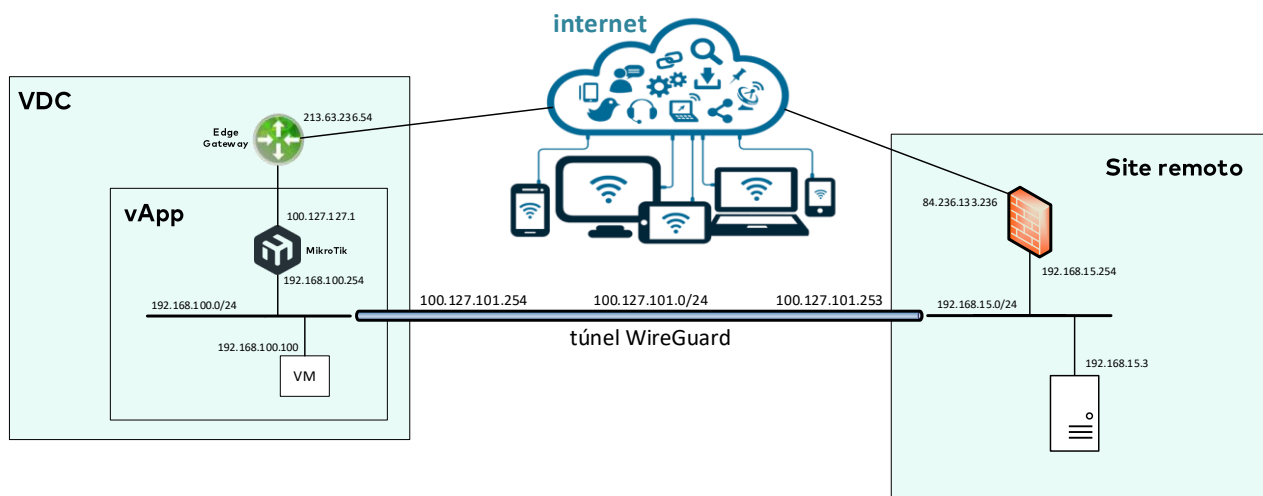 internet
VDC
213.63.236.54
Edge
Gateway
Site remoto
vApp
84.236.133.236
100.127.127.1
MikroTik
192.168.100.254
192.168.15.254
192.168.100.0/24
100.127.101.254
100.127.101.0/24
100.127.101.253
192.168.15.0/24
túnel WireGuard
192.168.100.100
VM
192.168.15.3